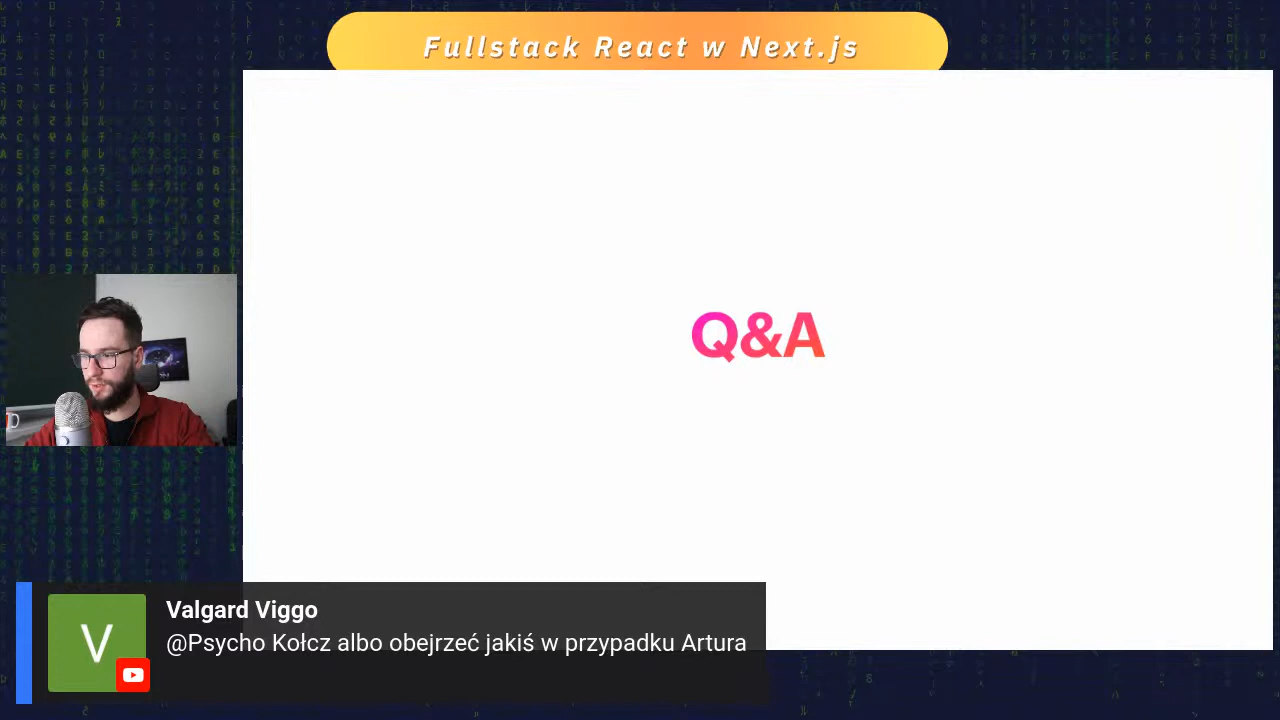 Fullstack React w Next.js
Q&A
V
Valgard Viggo
@Psycho Kołcz albo obejrzeć jakiś w przypadku Artura